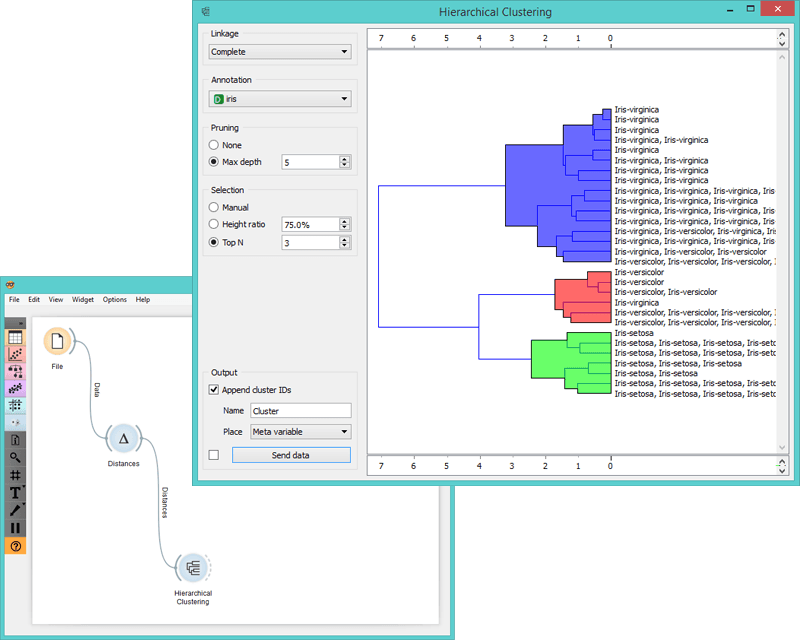 Hierarchical Clustering
Linkage
Complete
Annotation
D iris
Pruning
None
Max depth 5
Selection
Manual
Height ratio 75.0%
Top N 3
Output
Append cluster IDs
Name Cluster
Place Meta variable
Send data
7 6 5 4 3 2 1 0
Iris-virginica
Iris-virginica
Iris-virginica
Iris-virginica, Iris-virginica
Iris-virginica
Iris-virginica, Iris-virginica
Iris-virginica, Iris-virginica
Iris-virginica, Iris-virginica
Iris-virginica, Iris-virginica, Iris-virginica, Iris
Iris-virginica, Iris-virginica, Iris-virginica
Iris-virginica, Iris-virginica, Iris-virginica, Iris
Iris-virginica, Iris-virginica, Iris-virginica, Iris
Iris-virginica, Iris-versicolor, Iris-virginica, Iris
Iris-virginica, Iris-virginica, Iris-virginica, Iris
Iris-virginica, Iris-versicolor, Iris-versicolor
Iris-versicolor, Iris-versicolor, Iris-versicolor, I
Iris-versicolor
Iris-versicolor
Iris-versicolor, Iris-versicolor
Iris-virginica
Iris-versicolor, Iris-versicolor, Iris-versicolor, I
Iris-versicolor, Iris-versicolor, Iris-versicolor, I
Iris-setosa
Iris-setosa, Iris-setosa, Iris-setosa, Iris-setosa
Iris-setosa, Iris-setosa, Iris-setosa, Iris-setosa
Iris-setosa, Iris-setosa, Iris-setosa
Iris-setosa, Iris-setosa
Iris-setosa, Iris-setosa, Iris-setosa, Iris-setosa
Iris-setosa, Iris-setosa, Iris-setosa, Iris-setosa
7 6 5 4 3 2 1 0
File Edit View Widget Options Help
File
Data
Distances
Distances
Hierarchical
Clustering